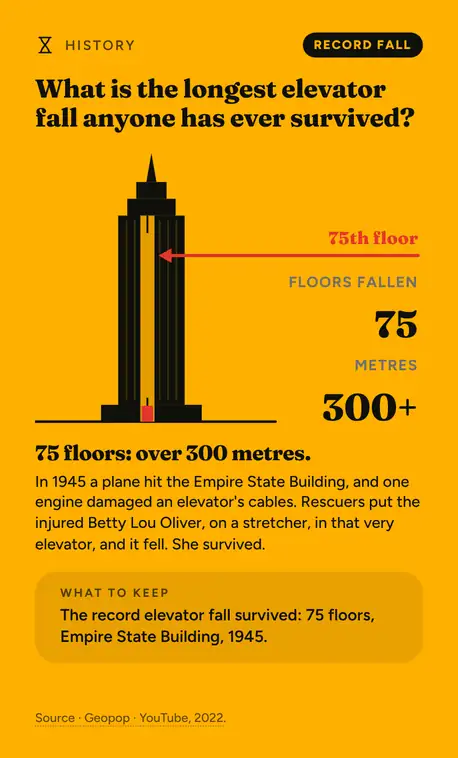 HISTORY
RECORD FALL
What is the longest elevator
fall anyone has ever survived?
75th floor
FLOORS FALLEN
75
METRES
300+
75 floors: over 300 metres.
In 1945 a plane hit the Empire State Building, and one
engine damaged an elevator's cables. Rescuers put the
injured Betty Lou Oliver, on a stretcher, in that very
elevator, and it fell. She survived.
WHAT TO KEEP
The record elevator fall survived: 75 floors,
Empire State Building, 1945.
Source · Geopop · YouTube, 2022.